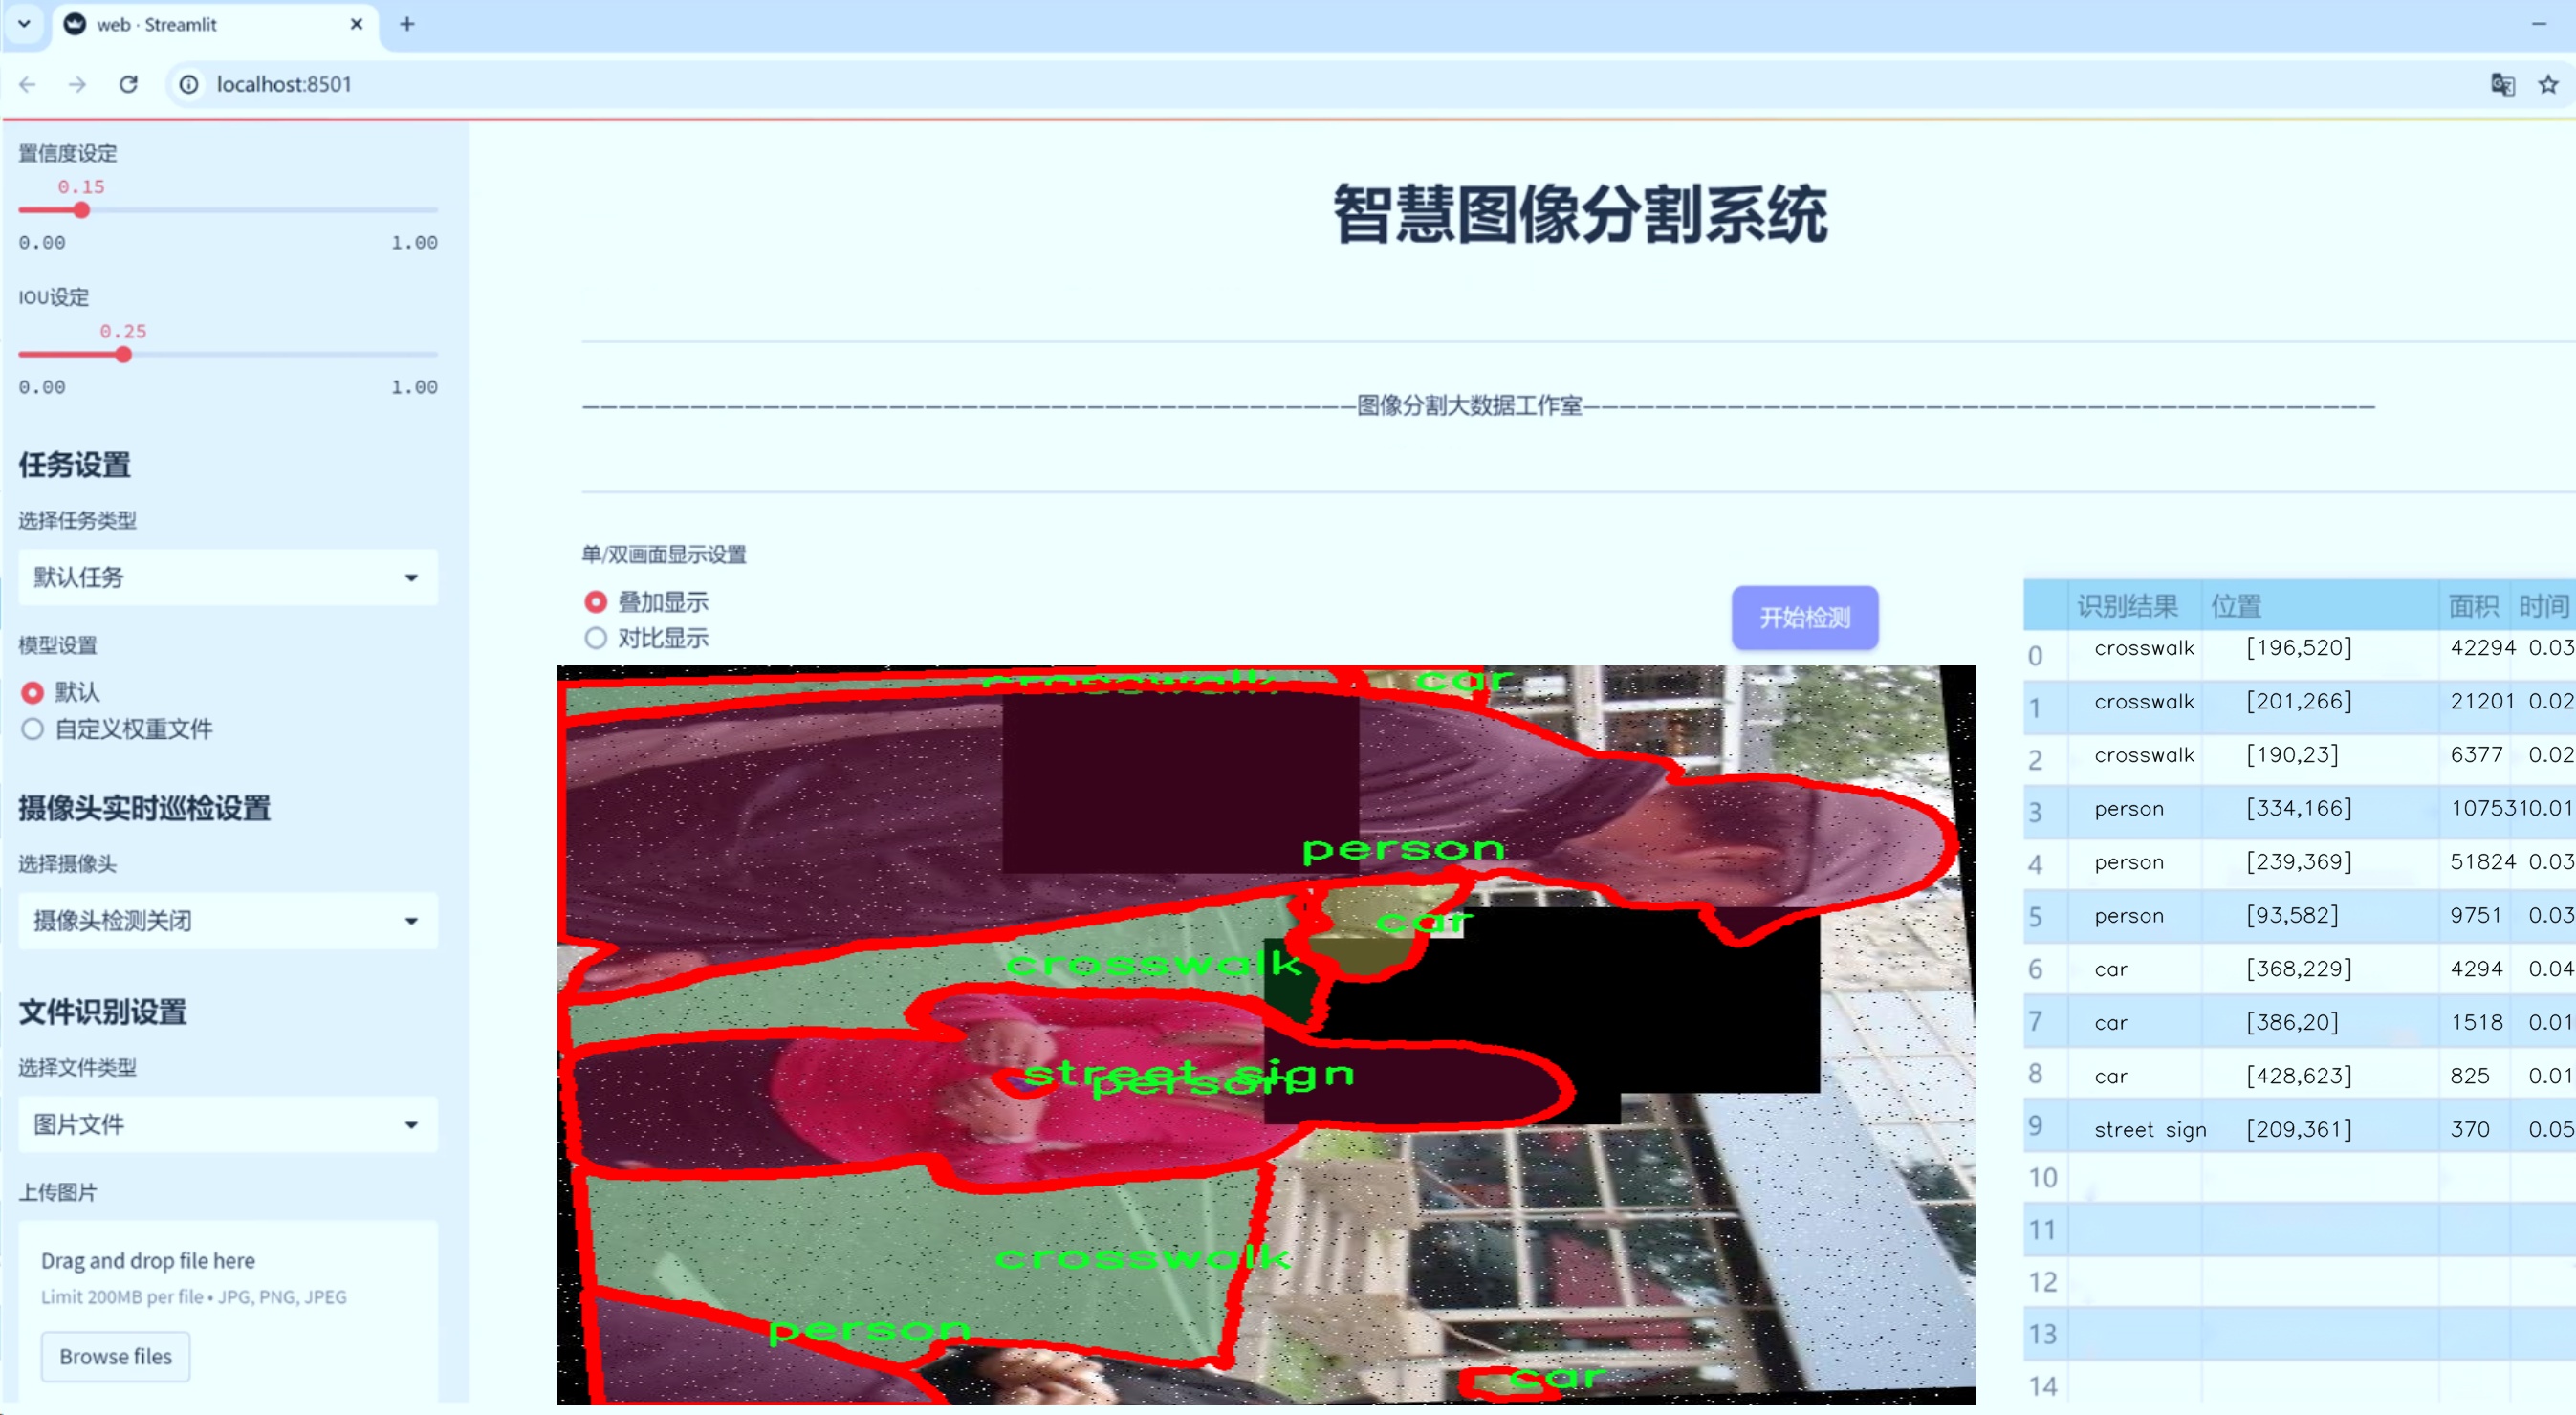 web · Streamlit
localhost:8501
置信度设定
0.15
0.00 1.00
IOU设定
0.25
0.00 1.00
任务设置
选择任务类型
默认任务
模型设置
默认
自定义权重文件
摄像头实时巡检设置
选择摄像头
摄像头检测关闭
文件识别设置
选择文件类型
图片文件
上传图片
Drag and drop file here
Limit 200MB per file • JPG, PNG, JPEG
Browse files
智慧图像分割系统
图像分割大数据工作室
单/双画面显示设置
叠加显示
对比显示
开始检测
crosswalk
car
person
car
crosswalk
street sign
person
crosswalk
person
car
识别结果 位置 面积 时间
0 crosswalk [196,520] 42294 0.03
1 crosswalk [201,266] 21201 0.02
2 crosswalk [190,23] 6377 0.02
3 person [334,166] 107531 0.01
4 person [239,369] 51824 0.03
5 person [93,582] 9751 0.03
6 car [368,229] 4294 0.04
7 car [386,20] 1518 0.01
8 car [428,623] 825 0.01
9 street sign [209,361] 370 0.05
10
11
12
13
14